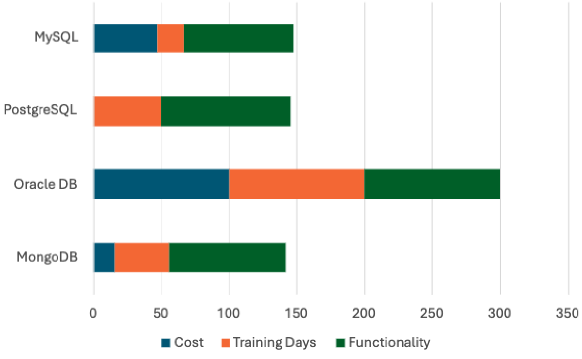 MySQL
PostgreSQL
Oracle DB
MongoDB
0 50 100 150 200 250 300 350
Cost Training Days Functionality